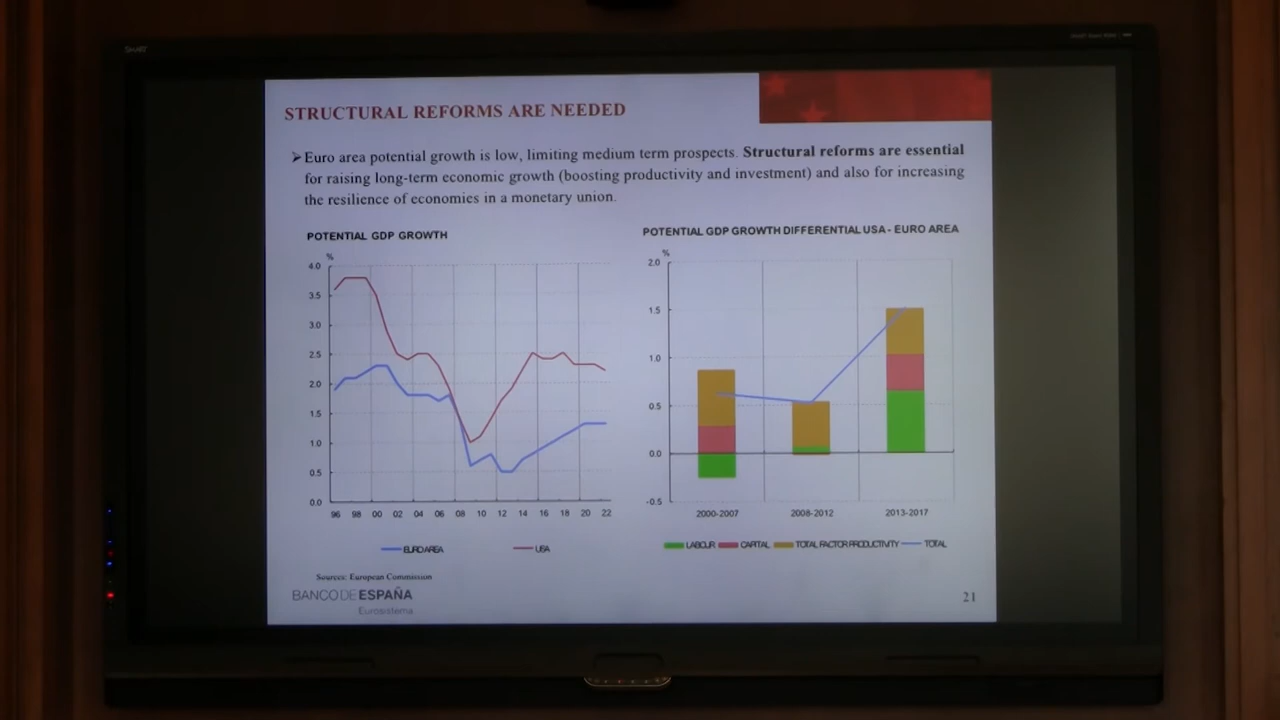 SMART
STRUCTURAL REFORMS ARE NEEDED
➢Euro area potential growth is low, limiting medium term prospects. Structural reforms are essential
for raising long-term economic growth (boosting productivity and investment) and also for increasing
the resilience of economies in a monetary union.
POTENTIAL GDP GROWTH
%
4.0
3.5
3.0
2.5
2.0
1.5
1.0
0.5
0.0
96 98 00 02 04 06 08 10 12 14 16 18 20 22
EURO AREA USA
POTENTIAL GDP GROWTH DIFFERENTIAL USA - EURO AREA
%
2.0
1.5
1.0
0.5
0.0
-0.5
2000-2007 2008-2012 2013-2017
LABOUR CAPITAL TOTAL FACTOR PRODUCTIVITY TOTAL
Sources: European Commission
BANCO DE ESPAÑA
Eurosistema
21